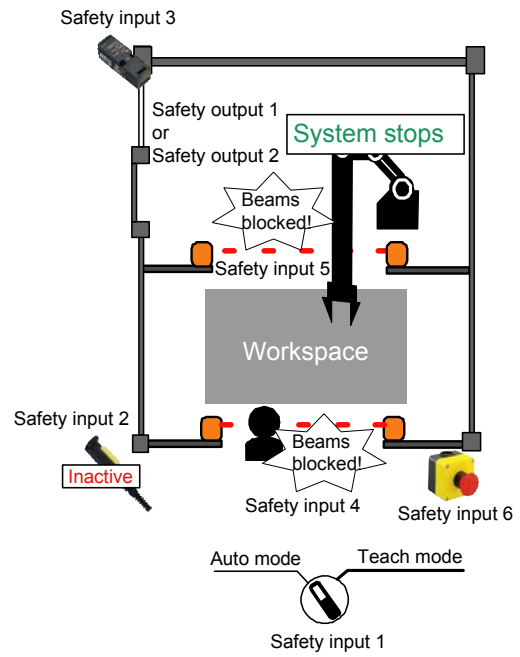 Safety input 3
Safety output 1
or
Safety output 2
System stops
Beams
blocked!
Safety input 5
Workspace
Safety input 2
Inactive
Beams
blocked!
Safety input 4
Safety input 6
Auto mode
Teach mode
Safety input 1